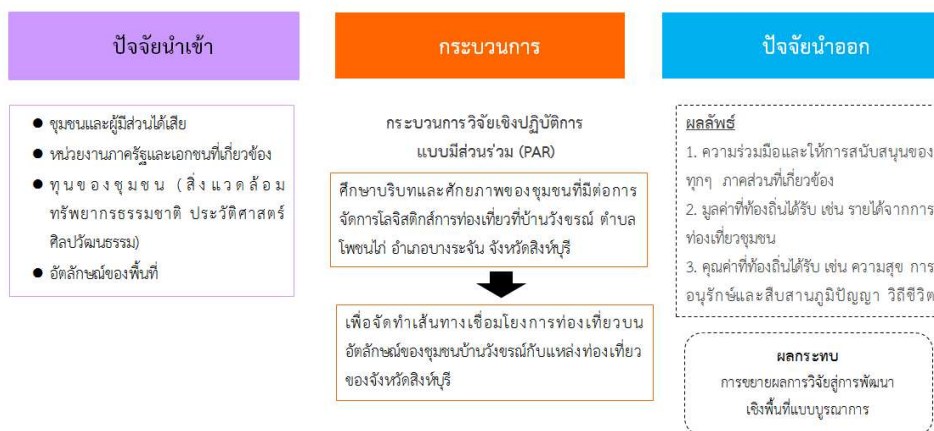 ปัจจัยนำเข้า
● ชุมชนและผู้มีส่วนได้เสีย
● หน่วยงานภาครัฐและเอกชนที่เกี่ยวข้อง
● ทุนของชุมชน (สิ่งแวดล้อม
ทรัพยากรธรรมชาติ ประวัติศาสตร์
ศิลปวัฒนธรรม)
● อัตลักษณ์ของพื้นที่
กระบวนการ
กระบวนการวิจัยเชิงปฏิบัติการ
แบบมีส่วนร่วม (PAR)
ศึกษาบริบทและศักยภาพของชุมชนที่มีต่อการ
จัดการโลจิสติกส์การท่องเที่ยวที่บ้านวังขรณ์ ตำบล
โพชนไก่ อำเภอบางระจัน จังหวัดสิงห์บุรี
เพื่อจัดทำเส้นทางเชื่อมโยงการท่องเที่ยวบน
อัตลักษณ์ของชุมชนบ้านวังขรณ์กับแหล่งท่องเที่ยว
ของจังหวัดสิงห์บุรี
ปัจจัยนำออก
ผลลัพธ์
1. ความร่วมมือและให้การสนับสนุนของ
ทุกๆ ภาคส่วนที่เกี่ยวข้อง
2. มูลค่าที่ท้องถิ่นได้รับ เช่น รายได้จากการ
ท่องเที่ยวชุมชน
3. คุณค่าที่ท้องถิ่นได้รับ เช่น ความสุข การ
อนุรักษ์และสืบสานภูมิปัญญา วิถีชีวิต
ผลกระทบ
การขยายผลการวิจัยสู่การพัฒนา
เชิงพื้นที่แบบบูรณาการ